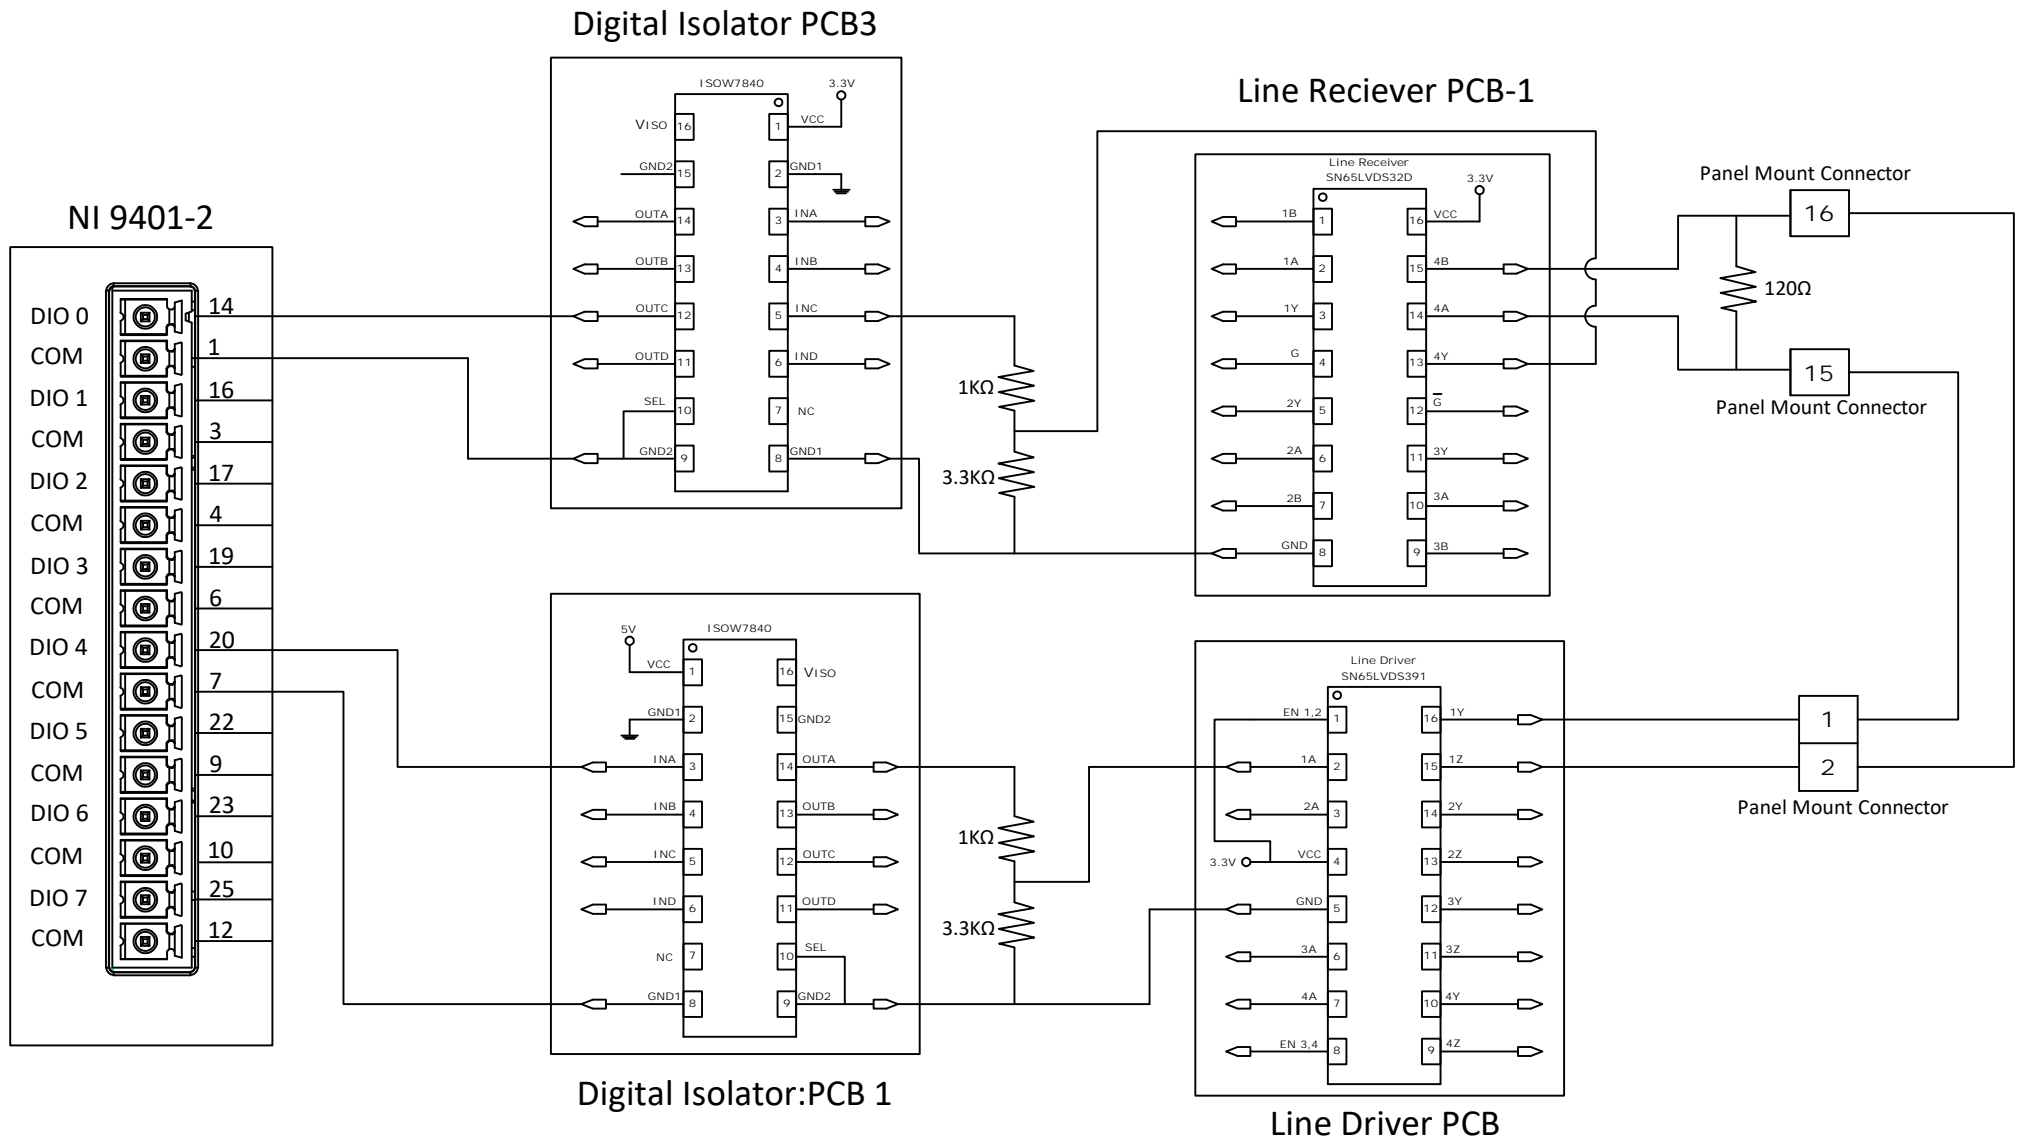 Digital Isolator PCB3
ISOW7840
3.3V
VISO 16
1 VCC
GND2 15
2 GND1
OUTA 14
3 INA
OUTB 13
4 INB
OUTC 12
5 INC
OUTD 11
6 IND
SEL 10
7 NC
GND2 9
8 GND1
1KΩ
3.3KΩ
Line Reciever PCB-1
Line Receiver
SN65LVDS32D
3.3V
1B 1
16 VCC
1A 2
15 4B
1Y 3
14 4A
G 4
13 4Y
2Y 5
12 G
2A 6
11 3Y
2B 7
10 3A
GND 8
9 3B
Panel Mount Connector
16
120Ω
15
Panel Mount Connector
NI 9401-2
DIO 0 14
COM 1
DIO 1 16
COM 3
DIO 2 17
COM 4
DIO 3 19
COM 6
DIO 4 20
COM 7
DIO 5 22
COM 9
DIO 6 23
COM 10
DIO 7 25
COM 12
5V
ISOW7840
VCC 1
16 VISO
GND1 2
15 GND2
INA 3
14 OUTA
INB 4
13 OUTB
INC 5
12 OUTC
IND 6
11 OUTD
NC 7
10 SEL
GND1 8
9 GND2
Digital Isolator:PCB 1
1KΩ
3.3KΩ
Line Driver
SN65LVDS391
EN 1,2 1
16 1Y
1A 2
15 1Z
2A 3
14 2Y
3.3V VCC 4
13 2Z
GND 5
12 3Y
3A 6
11 3Z
4A 7
10 4Y
EN 3,4 8
9 4Z
Line Driver PCB
1
2
Panel Mount Connector